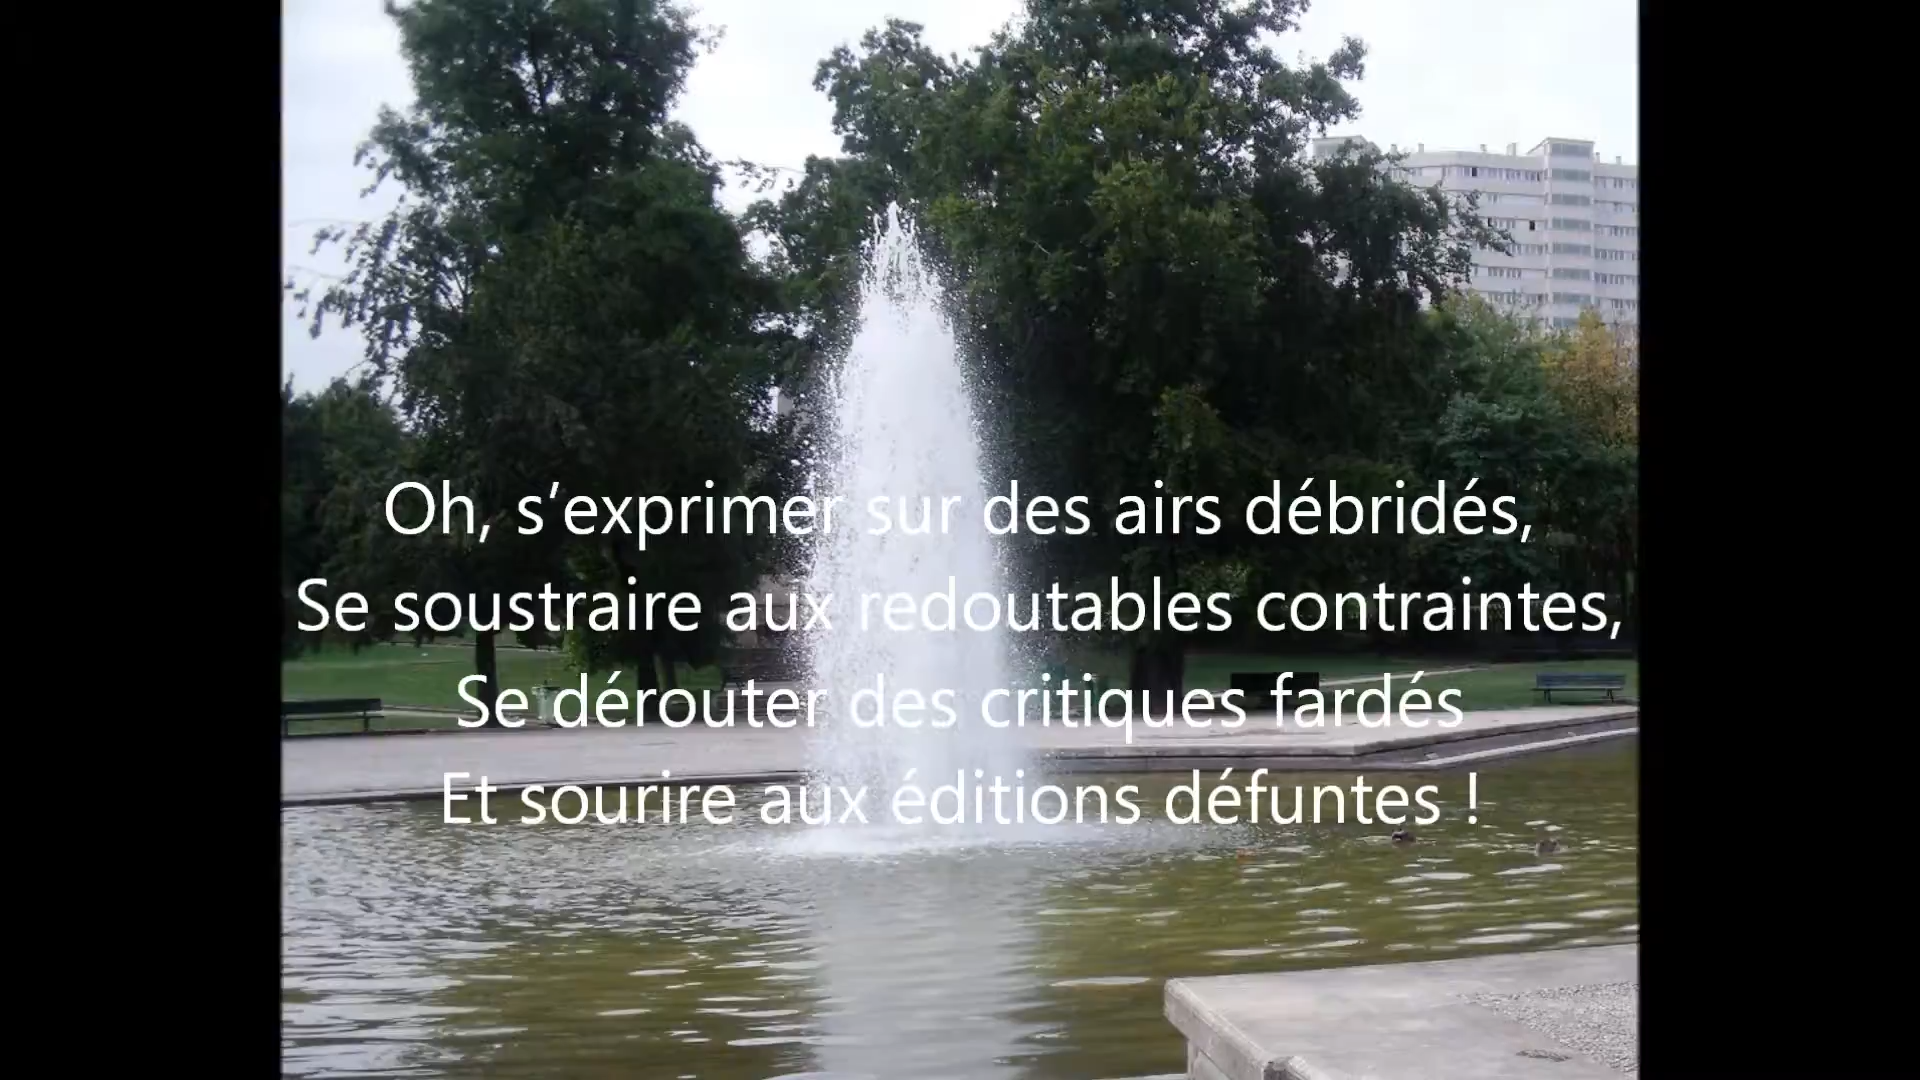 Oh, s’exprimer sur des airs débridés,
Se soustraire aux redoutables contraintes,
Se dérouter des critiques fardés
Et sourire aux éditions défuntes !